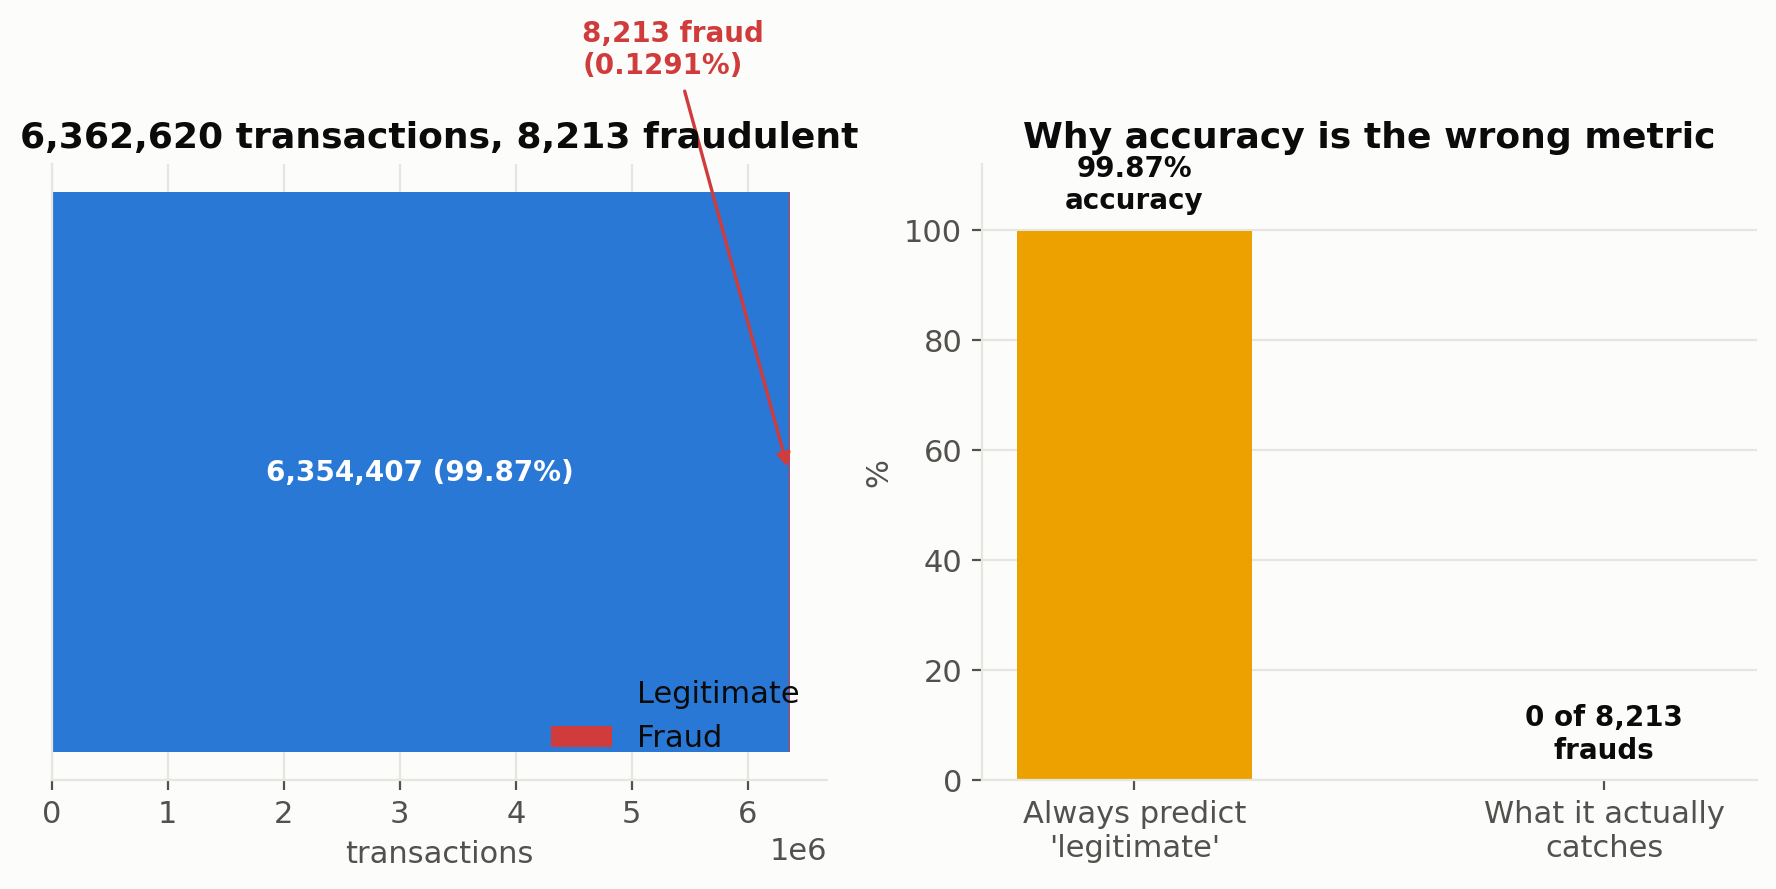 8,213 fraud
(0.1291%)
6,362,620 transactions, 8,213 fraudulent
6,354,407 (99.87%)
Legitimate
Fraud
0 1 2 3 4 5 6
1e6
transactions
Why accuracy is the wrong metric
99.87%
accuracy
100
80
60
40
20
0
%
0 of 8,213
frauds
Always predict
'legitimate'
What it actually
catches